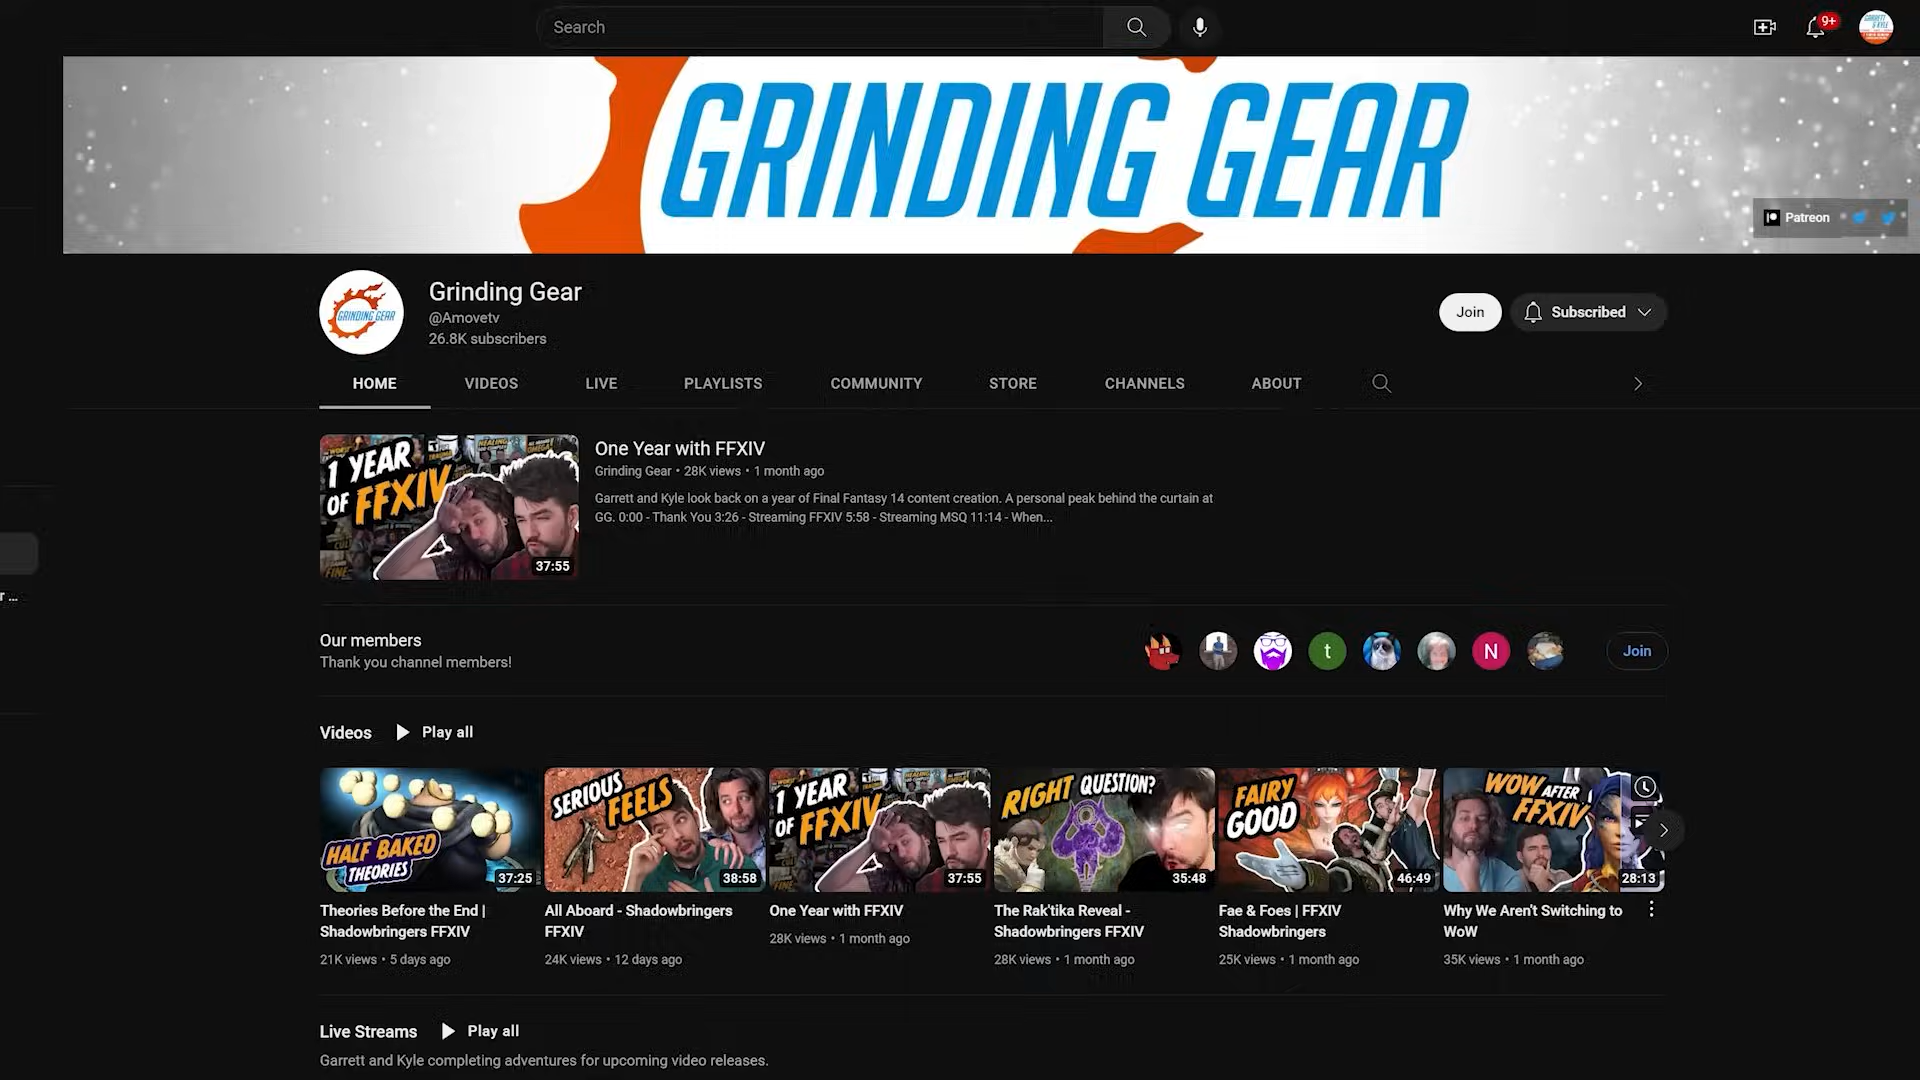 Search
9+
GRINDING GEAR
Patreon
GRINDING GEAR
Grinding Gear
@Amovetv
26.8K subscribers
Join
Subscribed
HOME
VIDEOS
LIVE
PLAYLISTS
COMMUNITY
STORE
CHANNELS
ABOUT
1 YEAR
OF FFXIV
37:55
One Year with FFXIV
Grinding Gear • 28K views • 1 month ago
Garrett and Kyle look back on a year of Final Fantasy 14 content creation. A personal peak behind the curtain at
GG. 0:00 - Thank You 3:26 - Streaming FFXIV 5:58 - Streaming MSQ 11:14 - When...
r ...
Our members
Thank you channel members!
t
N
Join
Videos
Play all
HALF BAKED
THEORIES
37:25
SERIOUS
FEELS
38:58
1 YEAR
OF FFXIV
37:55
RIGHT QUESTION?
35:48
FAIRY
GOOD
46:49
WOW AFTER
FFXIV
28:13
Theories Before the End |
Shadowbringers FFXIV
21K views • 5 days ago
All Aboard - Shadowbringers
FFXIV
24K views • 12 days ago
One Year with FFXIV
28K views • 1 month ago
The Rak'tika Reveal -
Shadowbringers FFXIV
28K views • 1 month ago
Fae & Foes | FFXIV
Shadowbringers
25K views • 1 month ago
Why We Aren't Switching to
WoW
35K views • 1 month ago
Live Streams
Play all
Garrett and Kyle completing adventures for upcoming video releases.